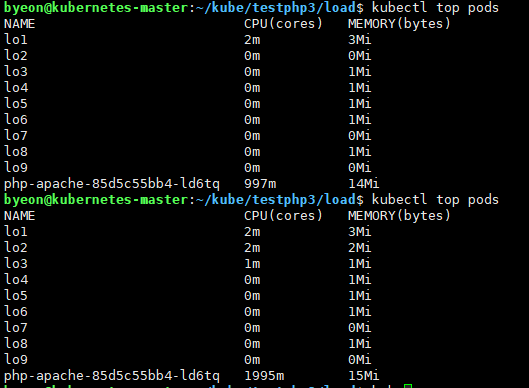 byeon@kubernetes-master:~/kube/testphp3/load$ kubectl top pods
NAME CPU(cores) MEMORY(bytes)
lo1 2m 3Mi
lo2 0m 0Mi
lo3 0m 1Mi
lo4 0m 1Mi
lo5 0m 1Mi
lo6 0m 1Mi
lo7 0m 0Mi
lo8 0m 1Mi
lo9 0m 0Mi
php-apache-85d5c55bb4-ld6tq 997m 14Mi
byeon@kubernetes-master:~/kube/testphp3/load$ kubectl top pods
NAME CPU(cores) MEMORY(bytes)
lo1 2m 3Mi
lo2 2m 2Mi
lo3 1m 1Mi
lo4 0m 1Mi
lo5 0m 0Mi
lo6 0m 1Mi
lo7 0m 0Mi
lo8 0m 1Mi
lo9 0m 0Mi
php-apache-85d5c55bb4-ld6tq 1995m 15Mi